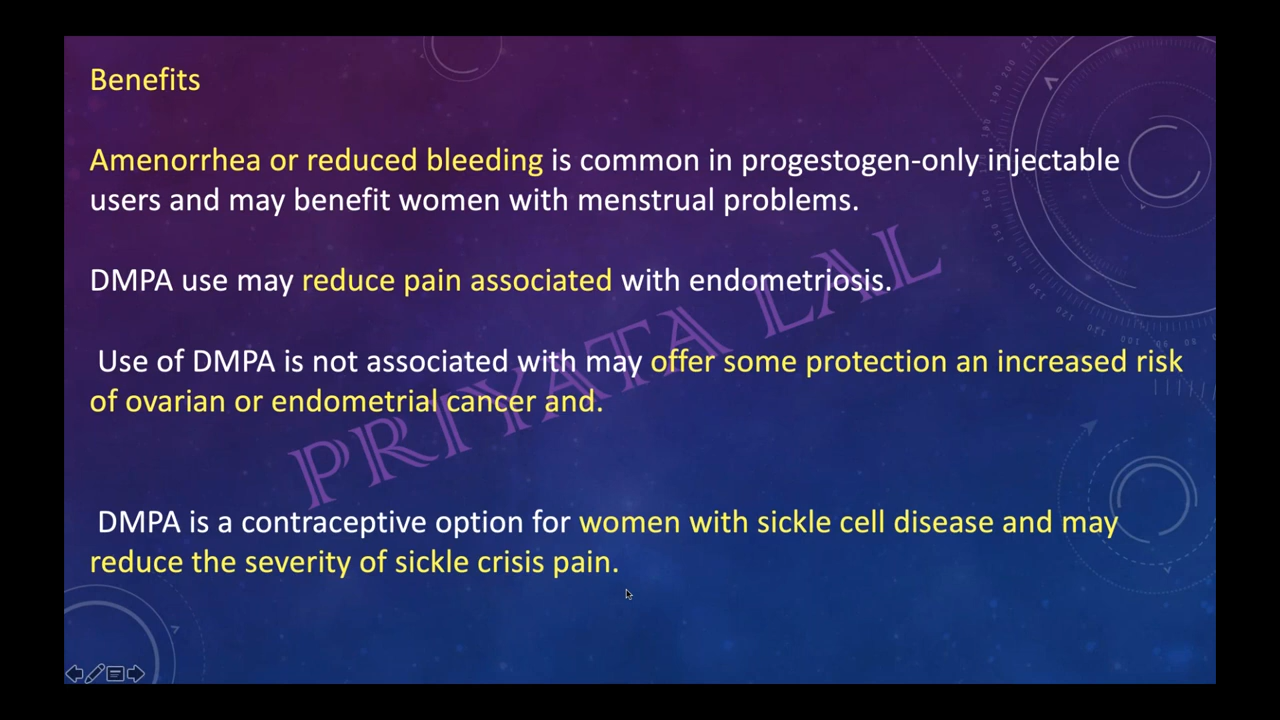 Benefits
Amenorrhea or reduced bleeding is common in progestogen-only injectable
users and may benefit women with menstrual problems.
DMPA use may reduce pain associated with endometriosis.
Use of DMPA is not associated with may offer some protection an increased risk
of ovarian or endometrial cancer and.
DMPA is a contraceptive option for women with sickle cell disease and may
reduce the severity of sickle crisis pain.
PRIYATA LAL